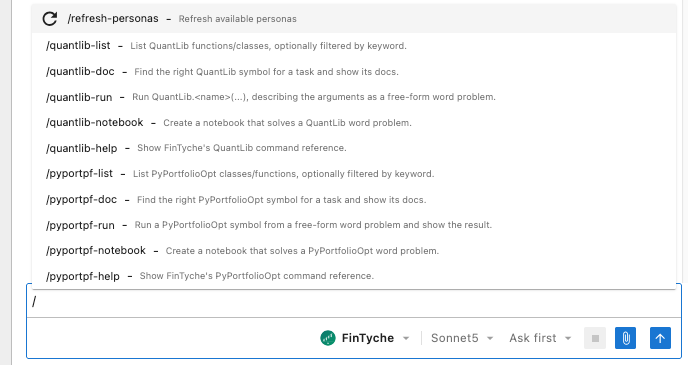 /refresh-personas – Refresh available personas
/quantlib-list – List QuantLib functions/classes, optionally filtered by keyword.
/quantlib-doc – Find the right QuantLib symbol for a task and show its docs.
/quantlib-run – Run QuantLib.<name>(...), describing the arguments as a free-form word problem.
/quantlib-notebook – Create a notebook that solves a QuantLib word problem.
/quantlib-help – Show FinTyche's QuantLib command reference.
/pyportpf-list – List PyPortfolioOpt classes/functions, optionally filtered by keyword.
/pyportpf-doc – Find the right PyPortfolioOpt symbol for a task and show its docs.
/pyportpf-run – Run a PyPortfolioOpt symbol from a free-form word problem and show the result.
/pyportpf-notebook – Create a notebook that solves a PyPortfolioOpt word problem.
/pyportpf-help – Show FinTyche's PyPortfolioOpt command reference.
/
FinTyche Sonnet5 Ask first